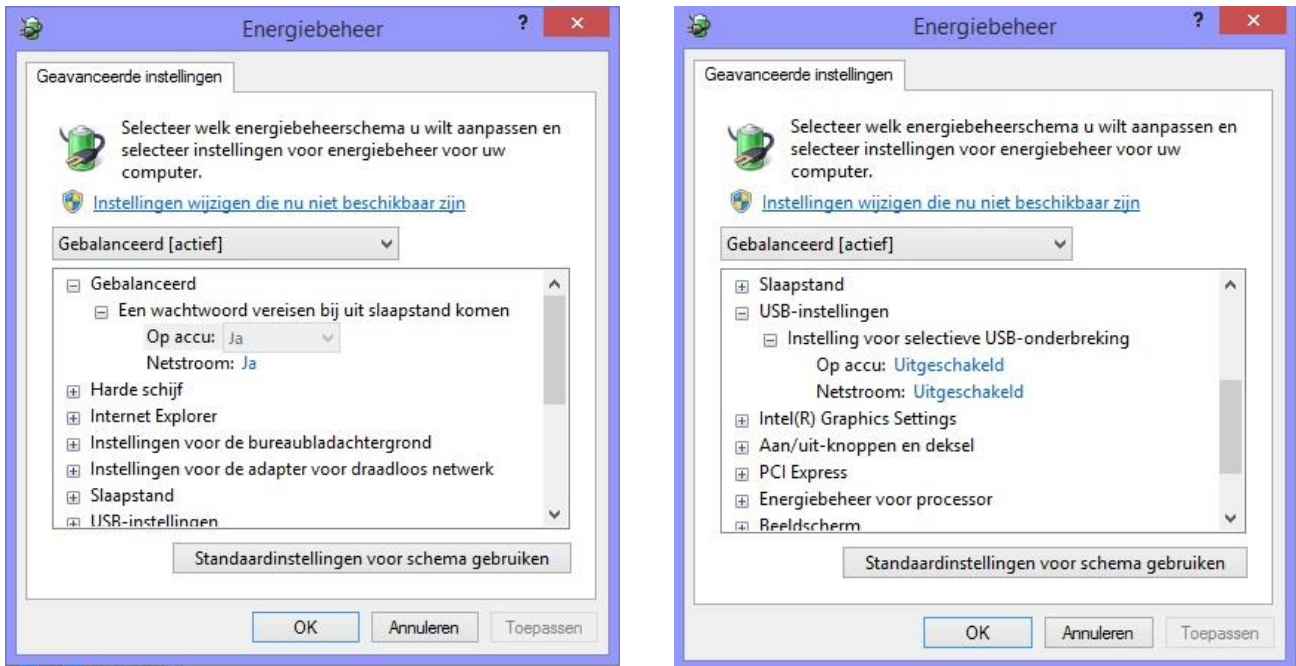 Energiebeheer
?
Geavanceerde instellingen
Selecteer welk energiebeheerschema u wilt aanpassen en
selecteer instellingen voor energiebeheer voor uw
computer.
Instellingen wijzigen die nu niet beschikbaar zijn
Gebalanceerd [actief]
Gebalanceerd
Een wachtwoord vereisen bij uit slaapstand komen
Op accu: Ja
Netstroom: Ja
Harde schijf
Internet Explorer
Instellingen voor de bureaubladachtergrond
Instellingen voor de adapter voor draadloos netwerk
Slaapstand
USB-instellingen
Standaardinstellingen voor schema gebruiken
OK Annuleren Toepassen
Energiebeheer
?
Geavanceerde instellingen
Selecteer welk energiebeheerschema u wilt aanpassen en
selecteer instellingen voor energiebeheer voor uw
computer.
Instellingen wijzigen die nu niet beschikbaar zijn
Gebalanceerd [actief]
Slaapstand
USB-instellingen
Instelling voor selectieve USB-onderbreking
Op accu: Uitgeschakeld
Netstroom: Uitgeschakeld
Intel(R) Graphics Settings
Aan/uit-knoppen en deksel
PCI Express
Energiebeheer voor processor
Beeldscherm
Standaardinstellingen voor schema gebruiken
OK Annuleren Toepassen